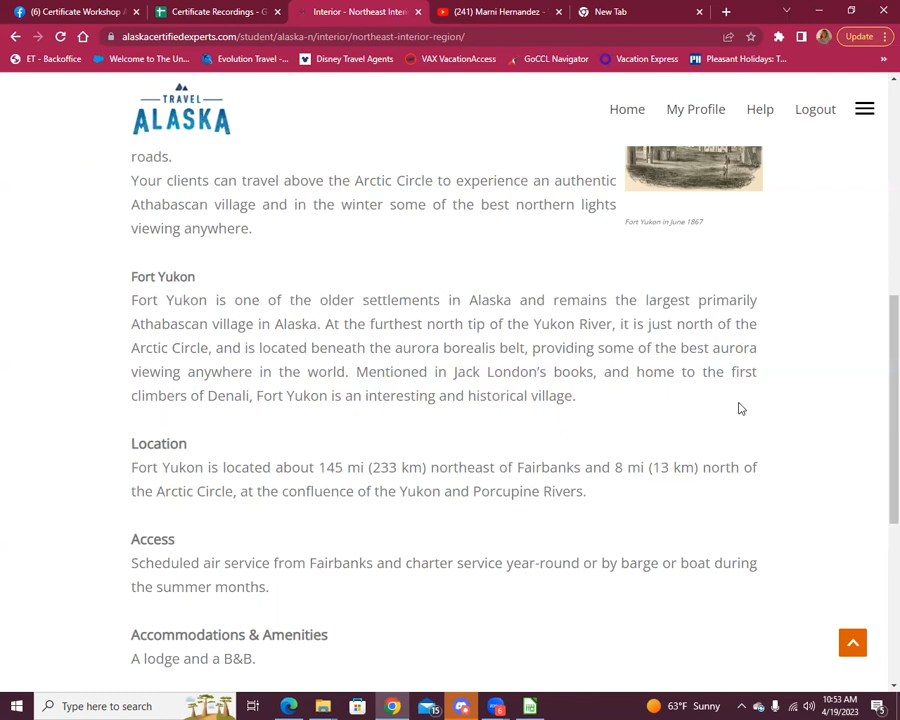 (6) Certificate Workshop A
Certificate Recordings - G
Interior - Northeast Inter
(241) Marni Hernandez -
New Tab
alaskacertifiedexperts.com/student/alaska-n/interior/northeast-interior-region/
Update
ET - Backoffice
Welcome to The Un...
Evolution Travel -...
Disney Travel Agents
VAX VacationAccess
GoCCL Navigator
Vacation Express
Pleasant Holidays: T...
TRAVEL
ALASKA
Home
My Profile
Help
Logout
roads.
Your clients can travel above the Arctic Circle to experience an authentic
Athabascan village and in the winter some of the best northern lights
viewing anywhere.
Fort Yukon in June 1867
Fort Yukon
Fort Yukon is one of the older settlements in Alaska and remains the largest primarily
Athabascan village in Alaska. At the furthest north tip of the Yukon River, it is just north of the
Arctic Circle, and is located beneath the aurora borealis belt, providing some of the best aurora
viewing anywhere in the world. Mentioned in Jack London's books, and home to the first
climbers of Denali, Fort Yukon is an interesting and historical village.
Location
Fort Yukon is located about 145 mi (233 km) northeast of Fairbanks and 8 mi (13 km) north of
the Arctic Circle, at the confluence of the Yukon and Porcupine Rivers.
Access
Scheduled air service from Fairbanks and charter service year-round or by barge or boat during
the summer months.
Accommodations & Amenities
A lodge and a B&B.
Type here to search
15
6
63°F Sunny
10:53 AM
4/19/2023
5